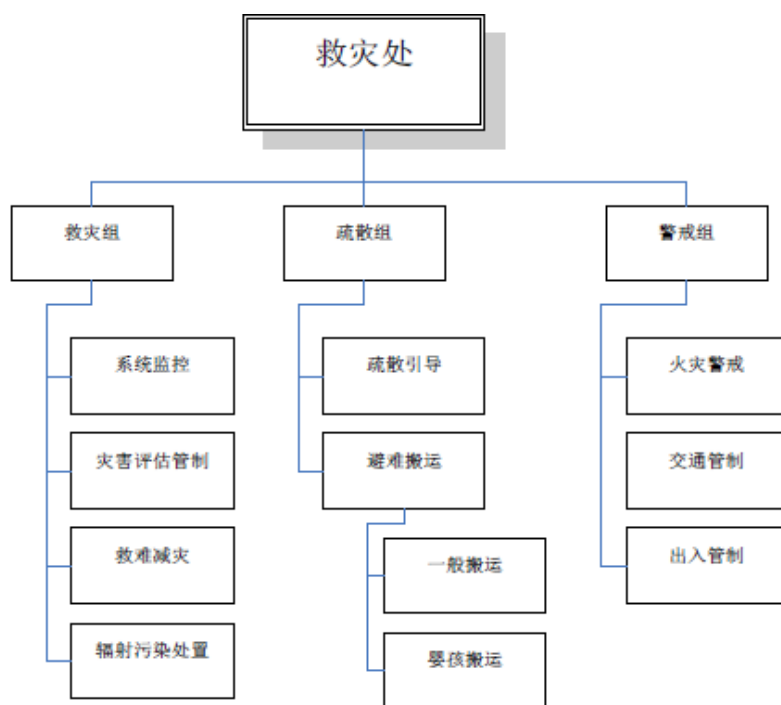 救灾处
救灾组
疏散组
警戒组
系统监控
疏散引导
火灾警戒
灾害评估管制
避难搬运
交通管制
救难减灾
一般搬运
出入管制
辐射污染处置
婴孩搬运